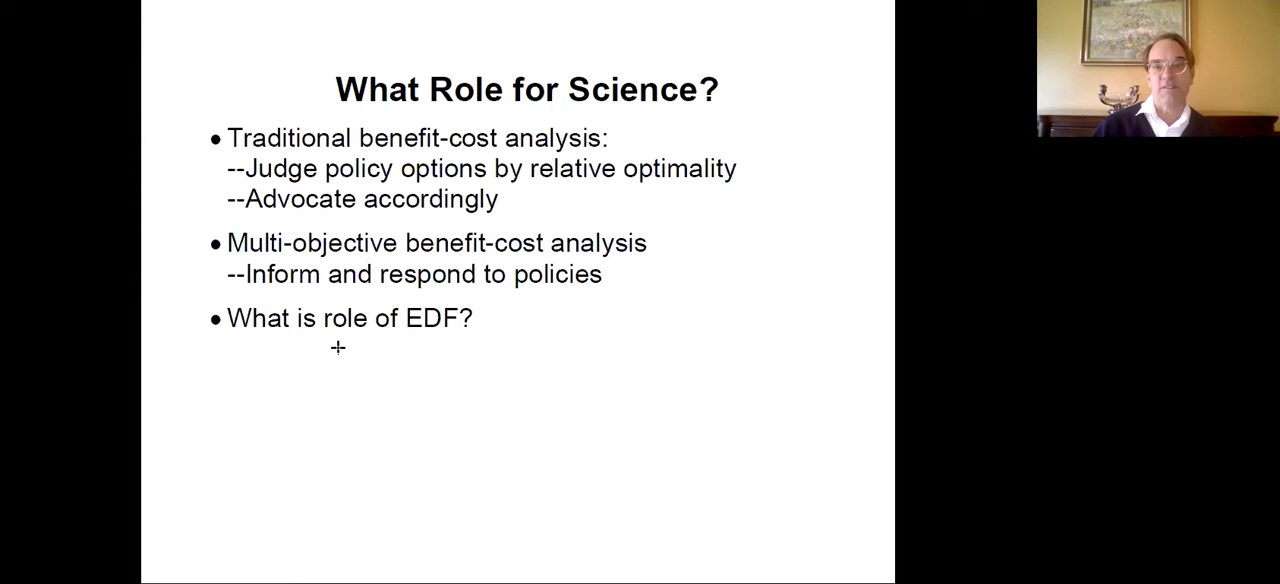 What Role for Science?
• Traditional benefit-cost analysis:
--Judge policy options by relative optimality
--Advocate accordingly
• Multi-objective benefit-cost analysis
--Inform and respond to policies
• What is role of EDF?